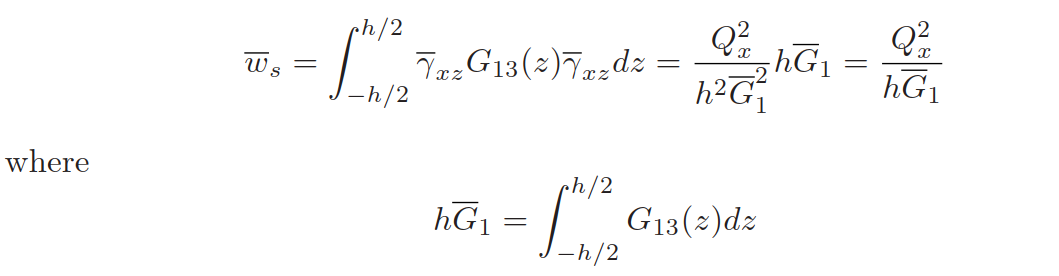 $$\overline{w}_s = \int_{-h/2}^{h/2} \overline{\gamma}_{xz} G_{13}(z) \overline{\gamma}_{xz} dz = \frac{Q_x^2}{h^2 \overline{G}_1^2} h \overline{G}_1 = \frac{Q_x^2}{h \overline{G}_1}$$
where
$$h \overline{G}_1 = \int_{-h/2}^{h/2} G_{13}(z) dz$$